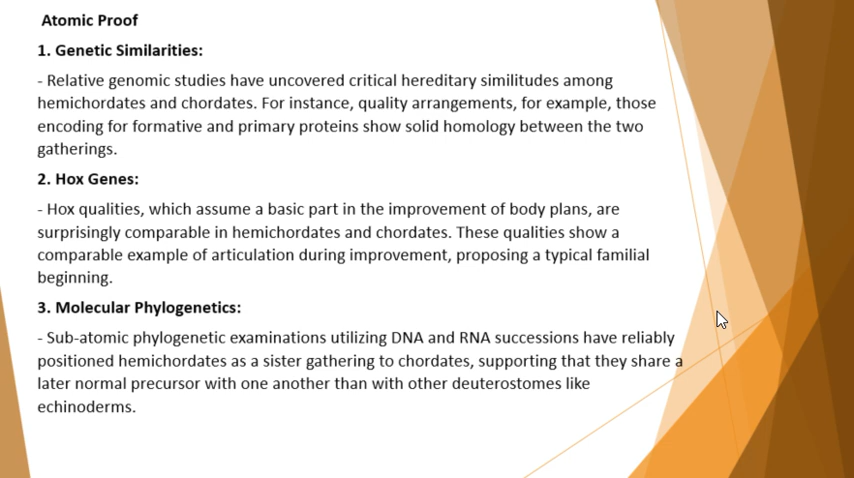 Atomic Proof
1. Genetic Similarities:
- Relative genomic studies have uncovered critical hereditary similitudes among
hemichordates and chordates. For instance, quality arrangements, for example, those
encoding for formative and primary proteins show solid homology between the two
gatherings.
2. Hox Genes:
- Hox qualities, which assume a basic part in the improvement of body plans, are
surprisingly comparable in hemichordates and chordates. These qualities show a
comparable example of articulation during improvement, proposing a typical familial
beginning.
3. Molecular Phylogenetics:
- Sub-atomic phylogenetic examinations utilizing DNA and RNA successions have reliably
positioned hemichordates as a sister gathering to chordates, supporting that they share a
later normal precursor with one another than with other deuterostomes like
echinoderms.